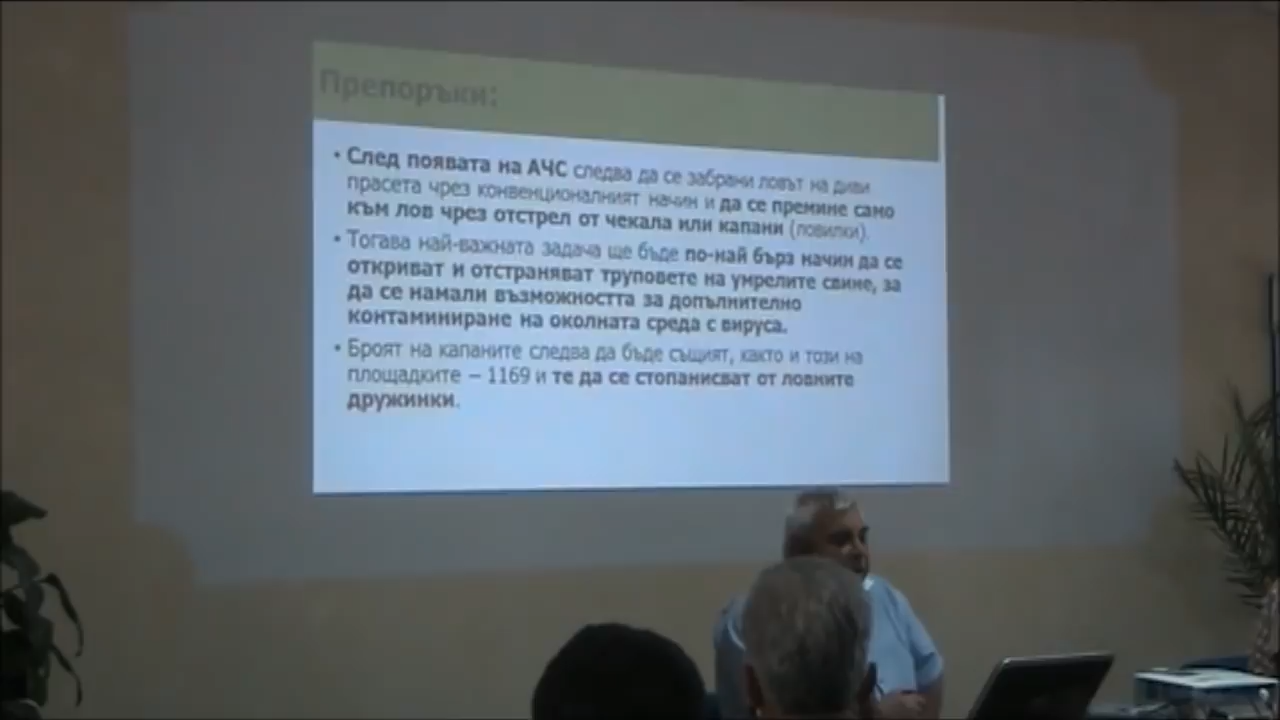 Препоръки:
• След появата на АЧС следва да се забрани ловът на диви
прасета чрез конвенционалният начин и да се премине само
към лов чрез отстрел от чекала или капани (ловилки).
• Тогава най-важната задача ще бъде по-най бърз начин да се
откриват и отстраняват труповете на умрелите свине, за
да се намали възможността за допълнително
контаминиране на околната среда с вируса.
• Броят на капаните следва да бъде същият, както и този на
площадките – 1169 и те да се стопанисват от ловните
дружинки.